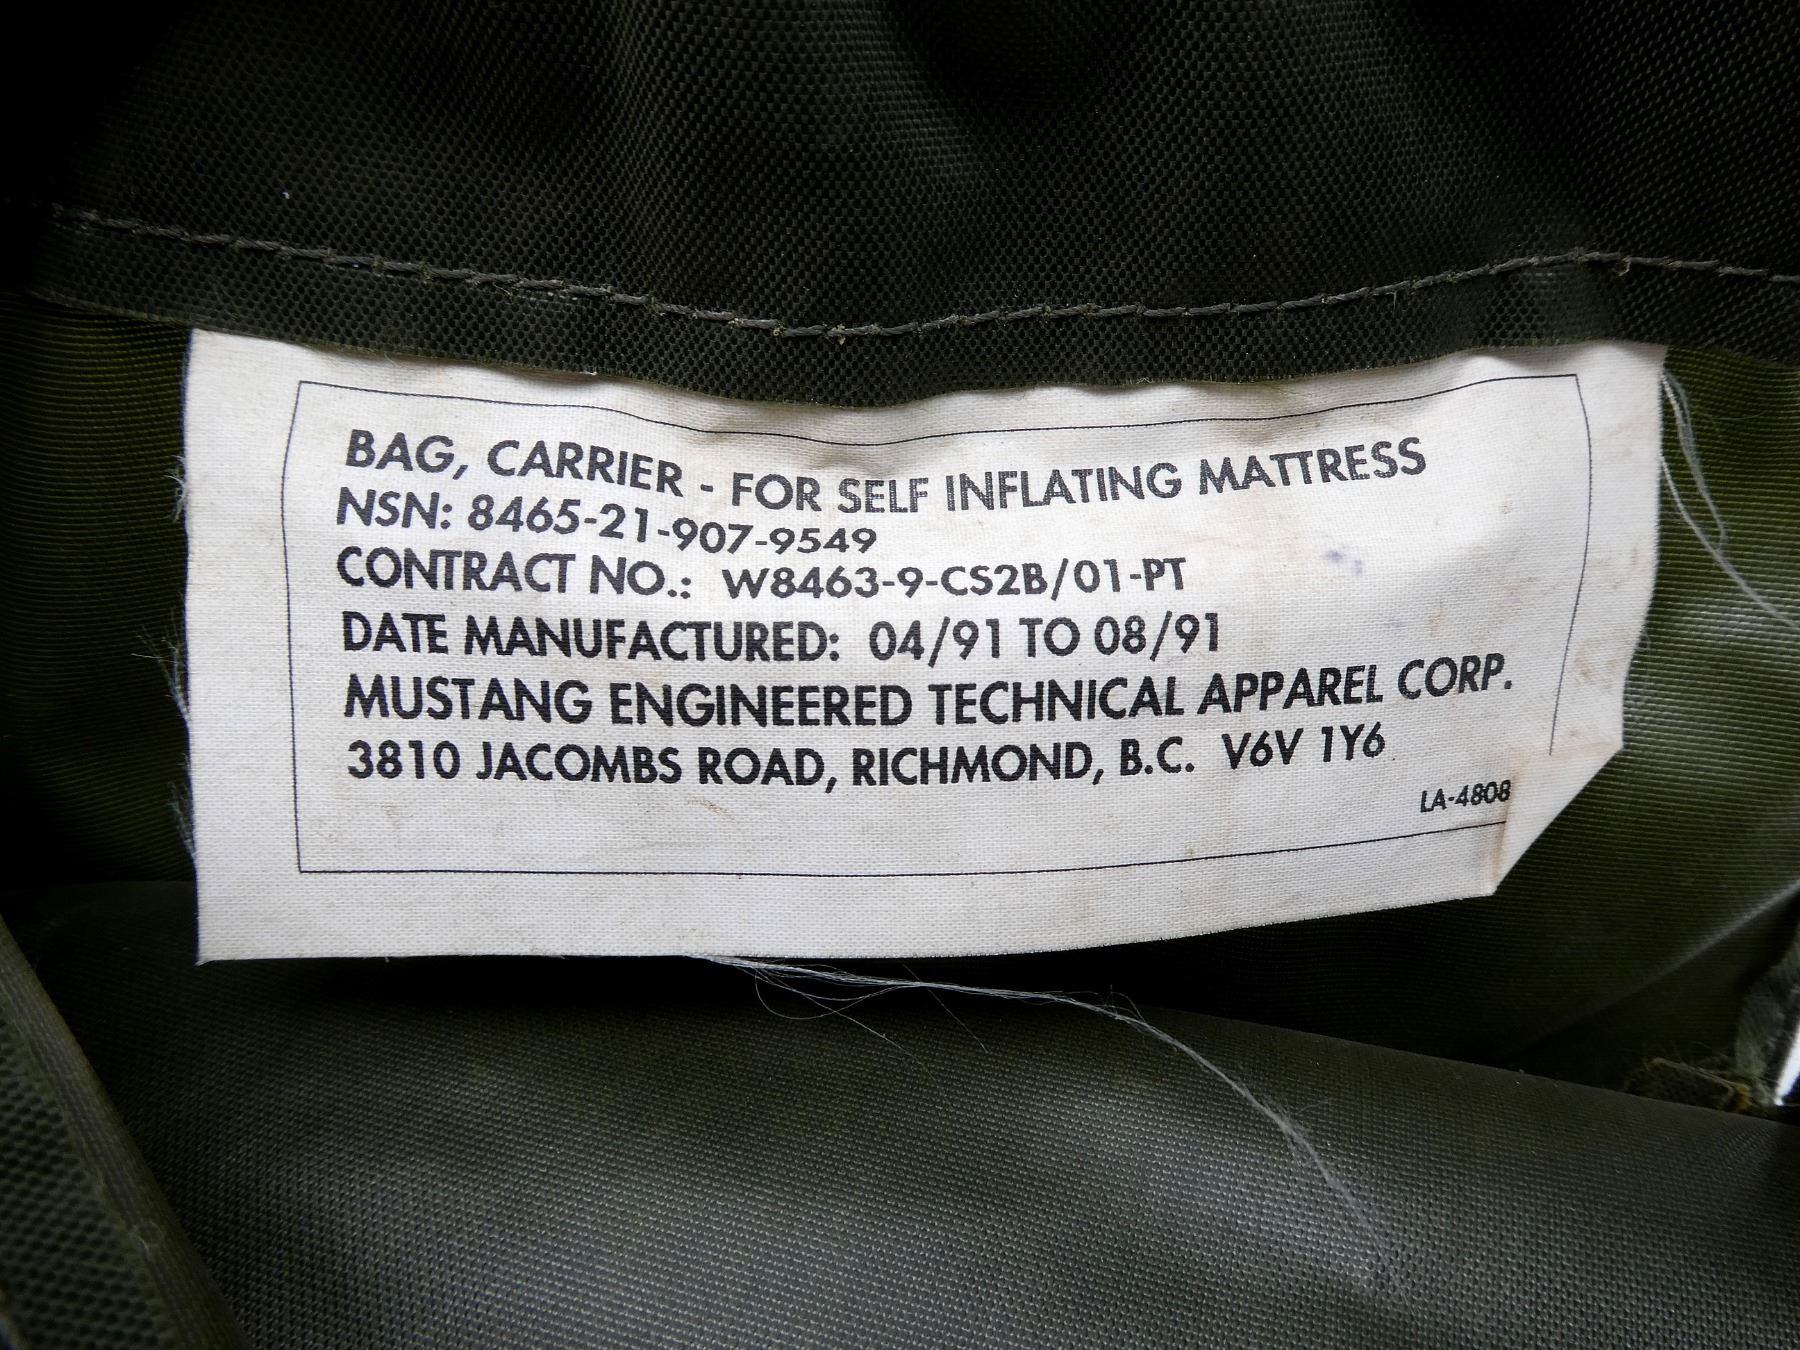 BAG, CARRIER - FOR SELF INFLATING MATTRESS
NSN: 8465-21-907-9549
CONTRACT NO.: W8463-9-CS2B/01-PT
DATE MANUFACTURED: 04/91 TO 08/91
MUSTANG ENGINEERED TECHNICAL APPAREL CORP.
3810 JACOMBS ROAD, RICHMOND, B.C. V6V 1Y6
LA-4808